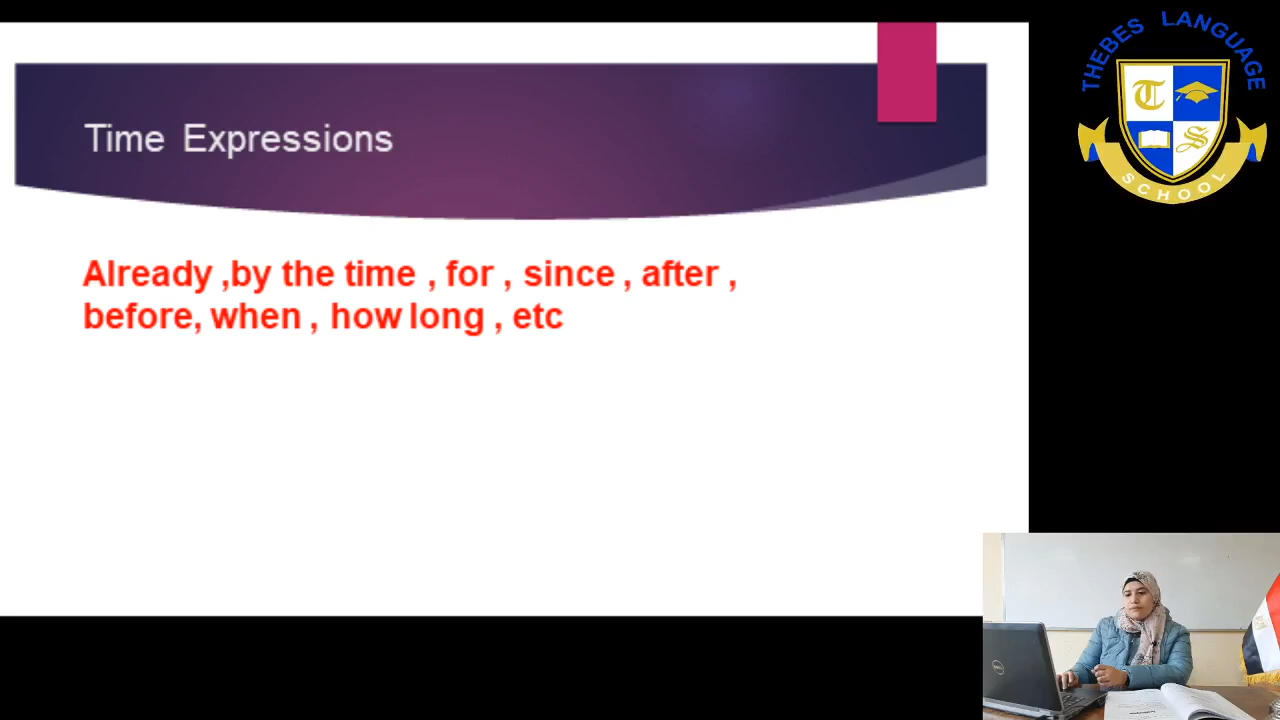 THEBES LANGUAGE
T
S
SCHOOL
Time Expressions
Already ,by the time , for , since , after ,
before, when , how long , etc